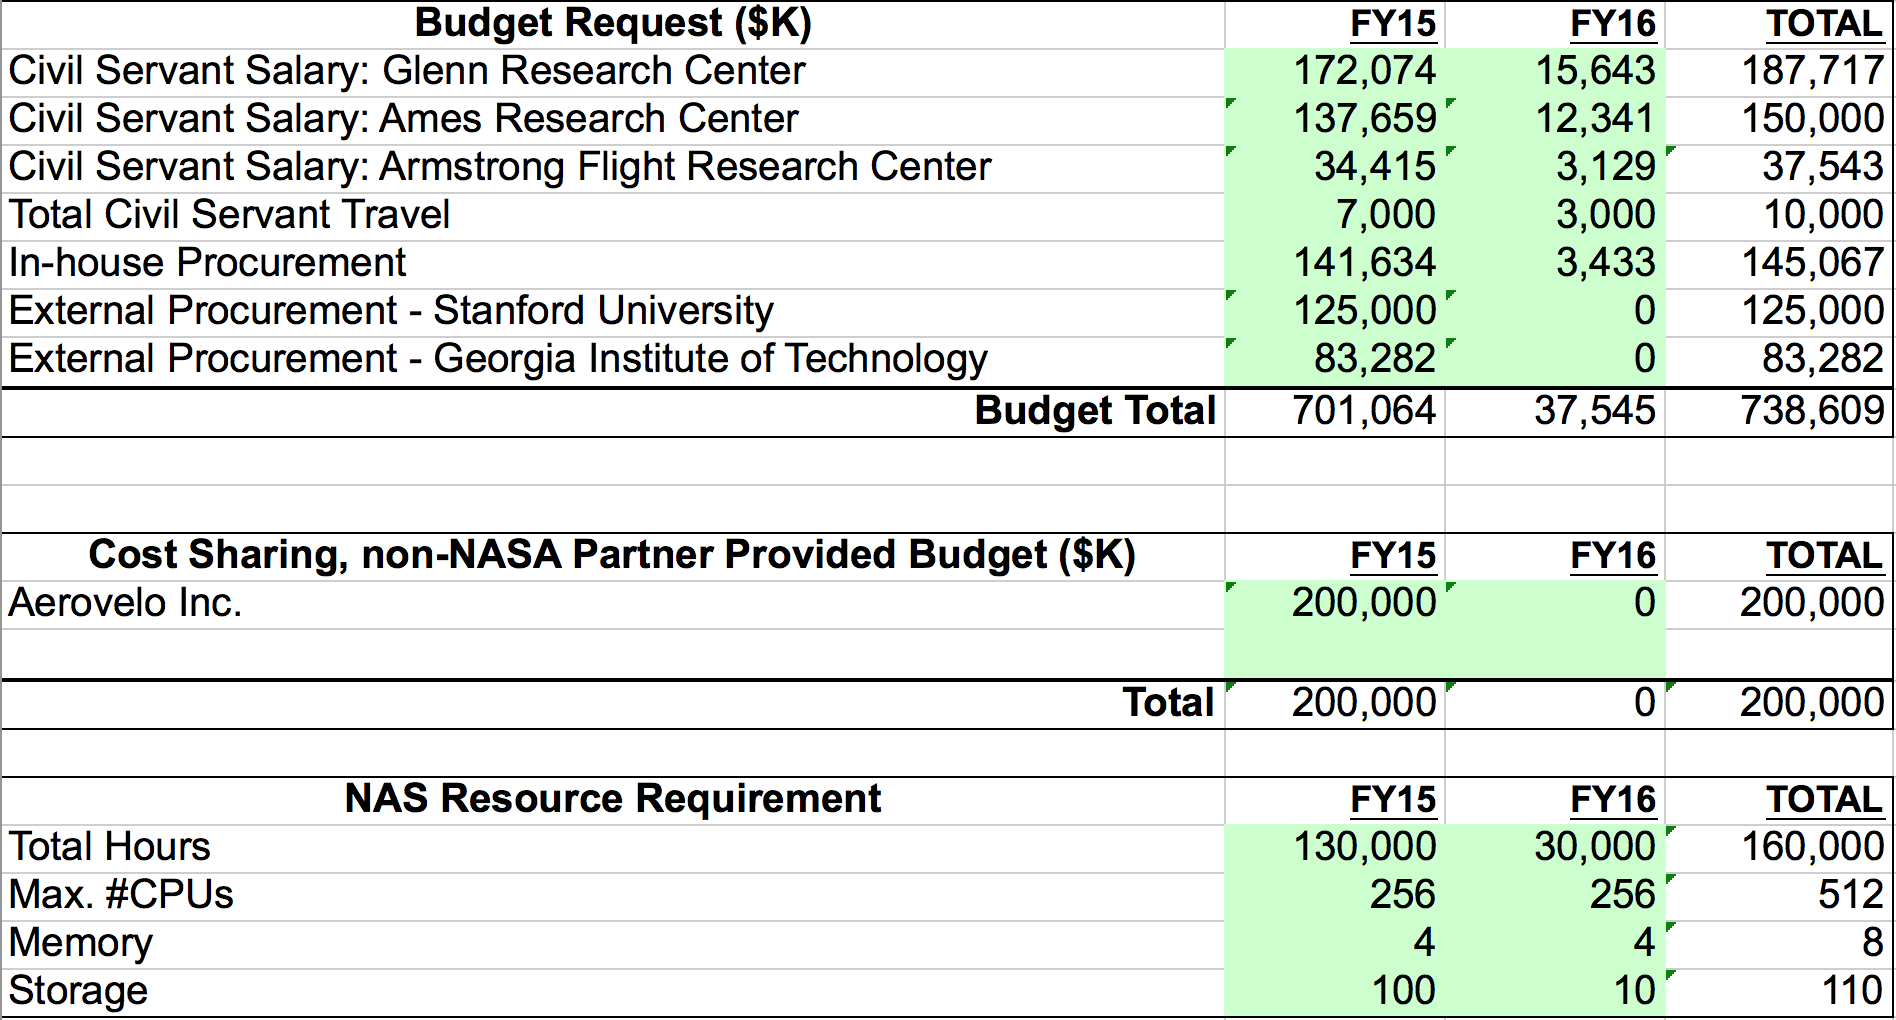 Budget Request ($K) FY15 FY16 TOTAL
Civil Servant Salary: Glenn Research Center 172,074 15,643 187,717
Civil Servant Salary: Ames Research Center 137,659 12,341 150,000
Civil Servant Salary: Armstrong Flight Research Center 34,415 3,129 37,543
Total Civil Servant Travel 7,000 3,000 10,000
In-house Procurement 141,634 3,433 145,067
External Procurement - Stanford University 125,000 0 125,000
External Procurement - Georgia Institute of Technology 83,282 0 83,282
Budget Total 701,064 37,545 738,609
Cost Sharing, non-NASA Partner Provided Budget ($K) FY15 FY16 TOTAL
Aerovelo Inc. 200,000 0 200,000
Total 200,000 0 200,000
NAS Resource Requirement FY15 FY16 TOTAL
Total Hours 130,000 30,000 160,000
Max. #CPUs 256 256 512
Memory 4 4 8
Storage 100 10 110